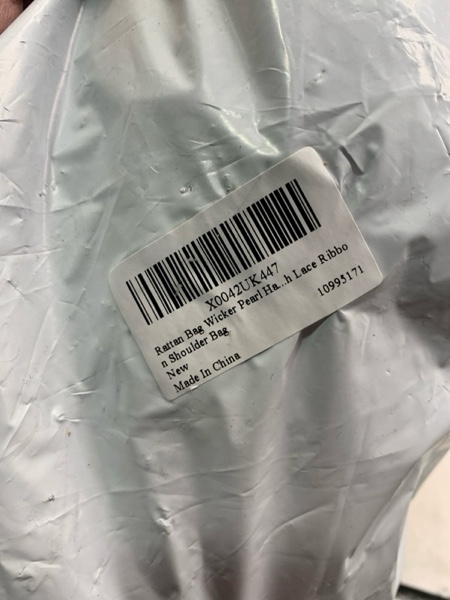 X0042UK447
Rattan Bag Wicker Pearl Ha...h Lace Ribbo
n Shoulder Bag
New
10995171
Made In China